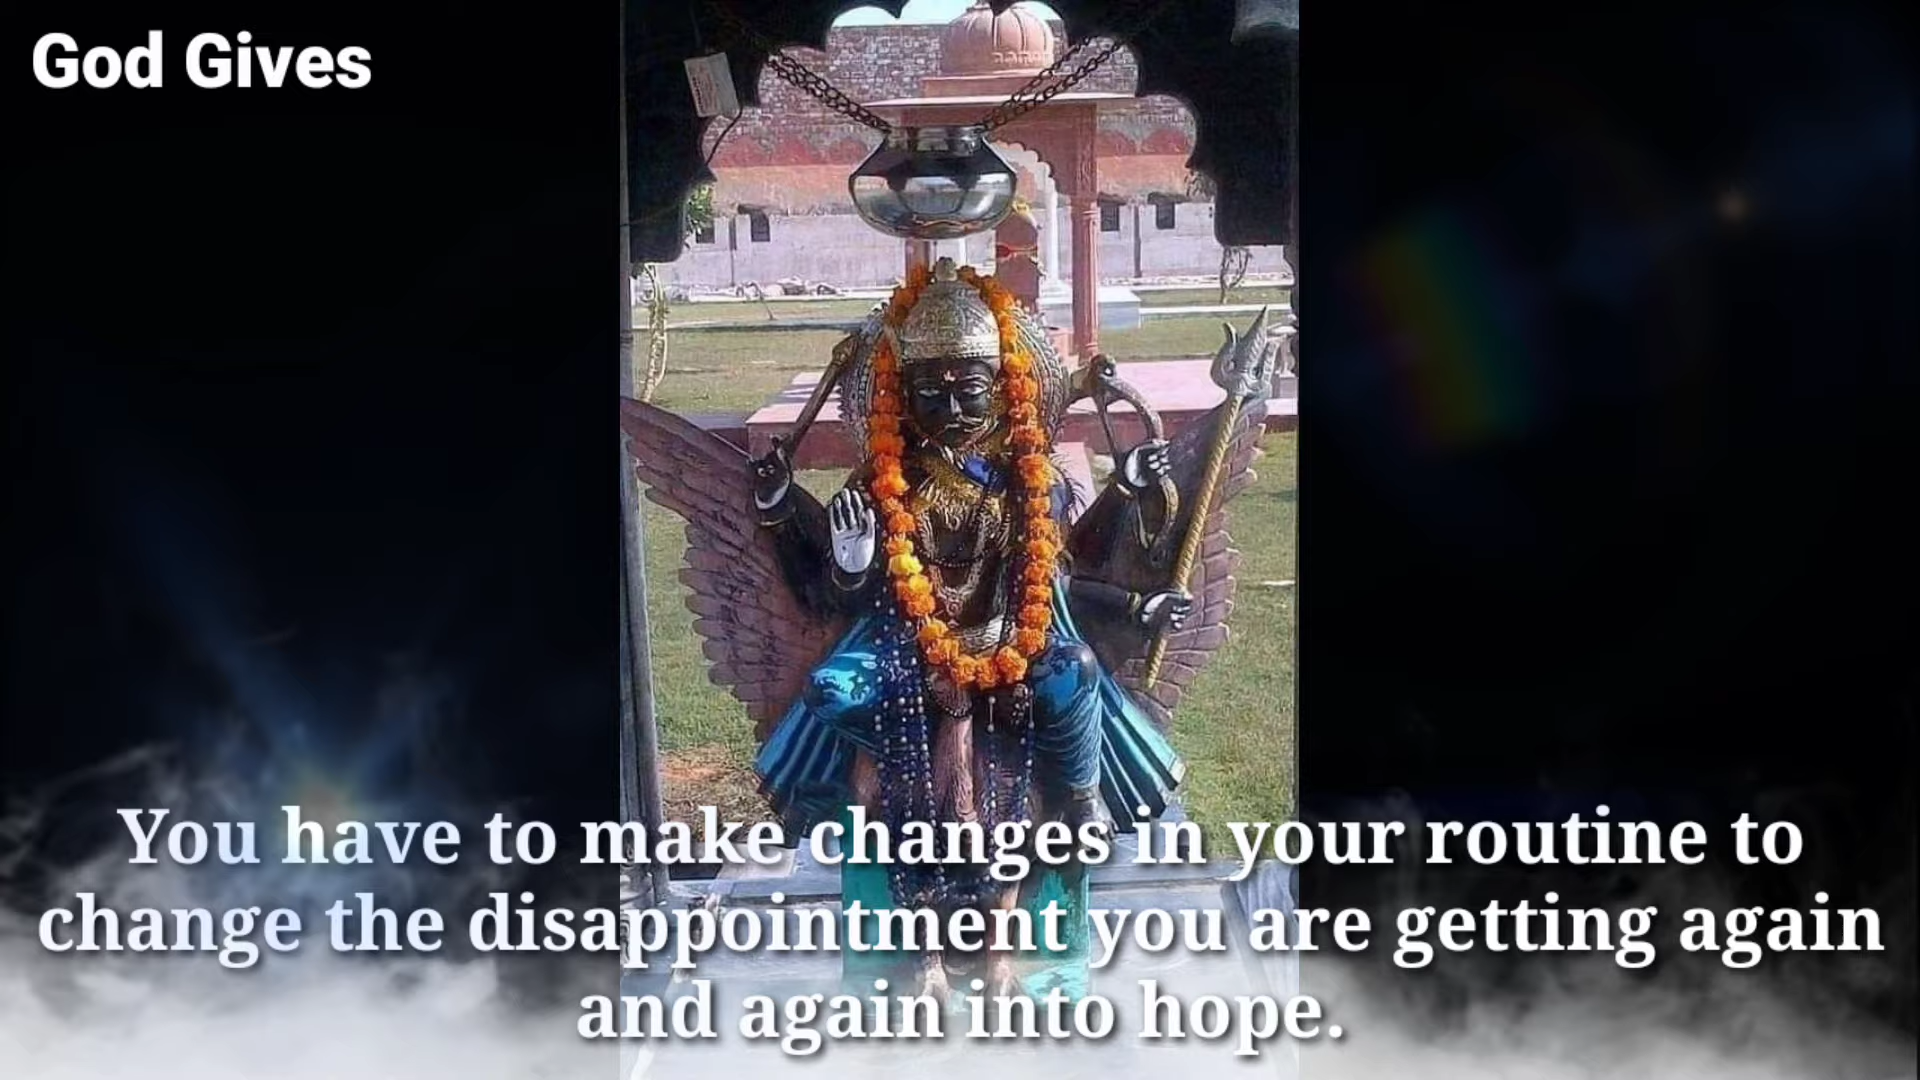 God Gives
You have to make changes in your routine to
change the disappointment you are getting again
and again into hope.